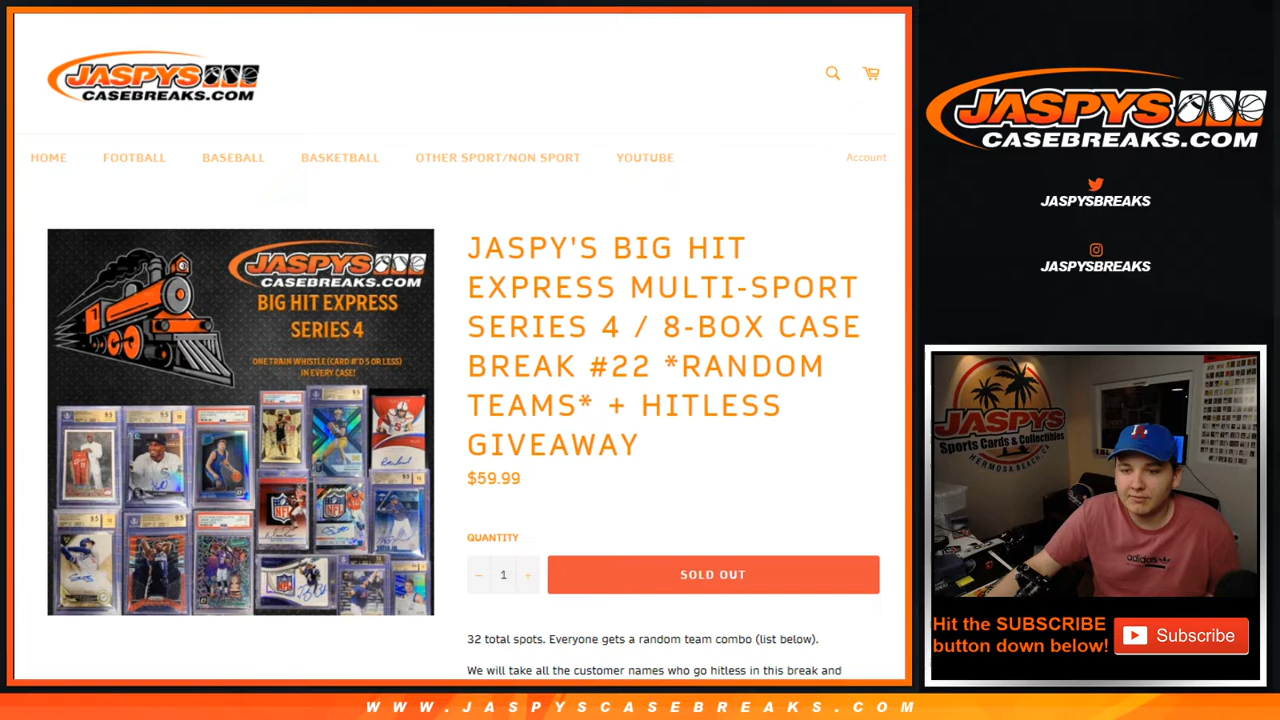 JASPYS
CASEBREAKS.COM
HOME FOOTBALL BASEBALL BASKETBALL OTHER SPORT/NON SPORT YOUTUBE Account
JASPYS
CASEBREAKS.COM
BIG HIT EXPRESS
SERIES 4
ONE TRAIN WHISTLE (CARD #'D 5 OR LESS)
IN EVERY CASE!
JASPY'S BIG HIT
EXPRESS MULTI-SPORT
SERIES 4 / 8-BOX CASE
BREAK #22 *RANDOM
TEAMS* + HITLESS
GIVEAWAY
$59.99
QUANTITY
− 1 +
SOLD OUT
32 total spots. Everyone gets a random team combo (list below).
We will take all the customer names who go hitless in this break and
JASPYS
CASEBREAKS.COM
JASPYSBREAKS
JASPYSBREAKS
JASPYS
Sports Cards & Collectibles
HERMOSA BEACH
adidas
Hit the SUBSCRIBE
button down below!
Subscribe
WWW.JASPYSCASEBREAKS.COM